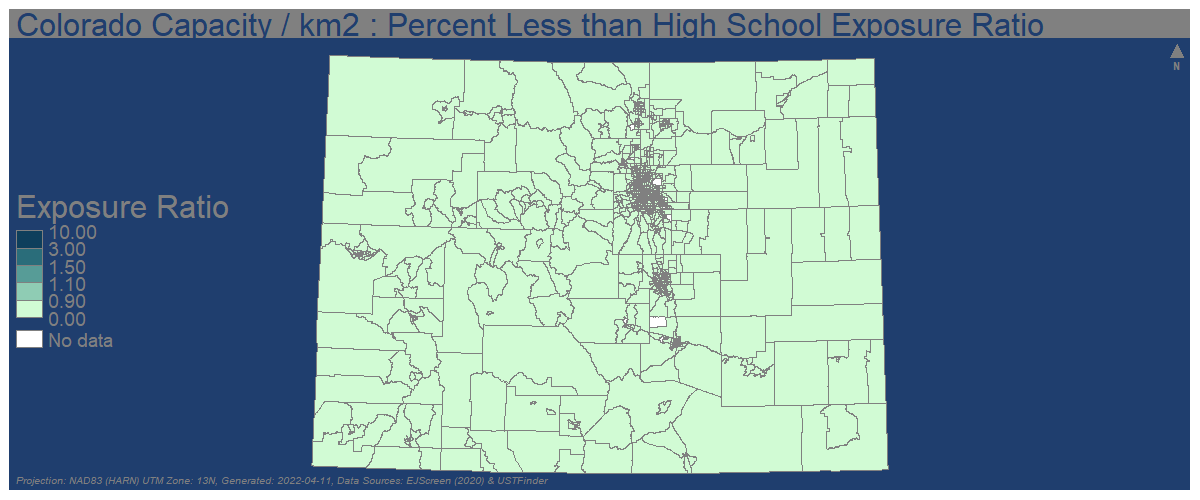 Colorado Capacity / km2 : Percent Less than High School Exposure Ratio
N
Exposure Ratio
10.00
3.00
1.50
1.10
0.90
0.00
No data
Projection: NAD83 (HARN) UTM Zone: 13N, Generated: 2022-04-11, Data Sources: EJScreen (2020) & USTFinder